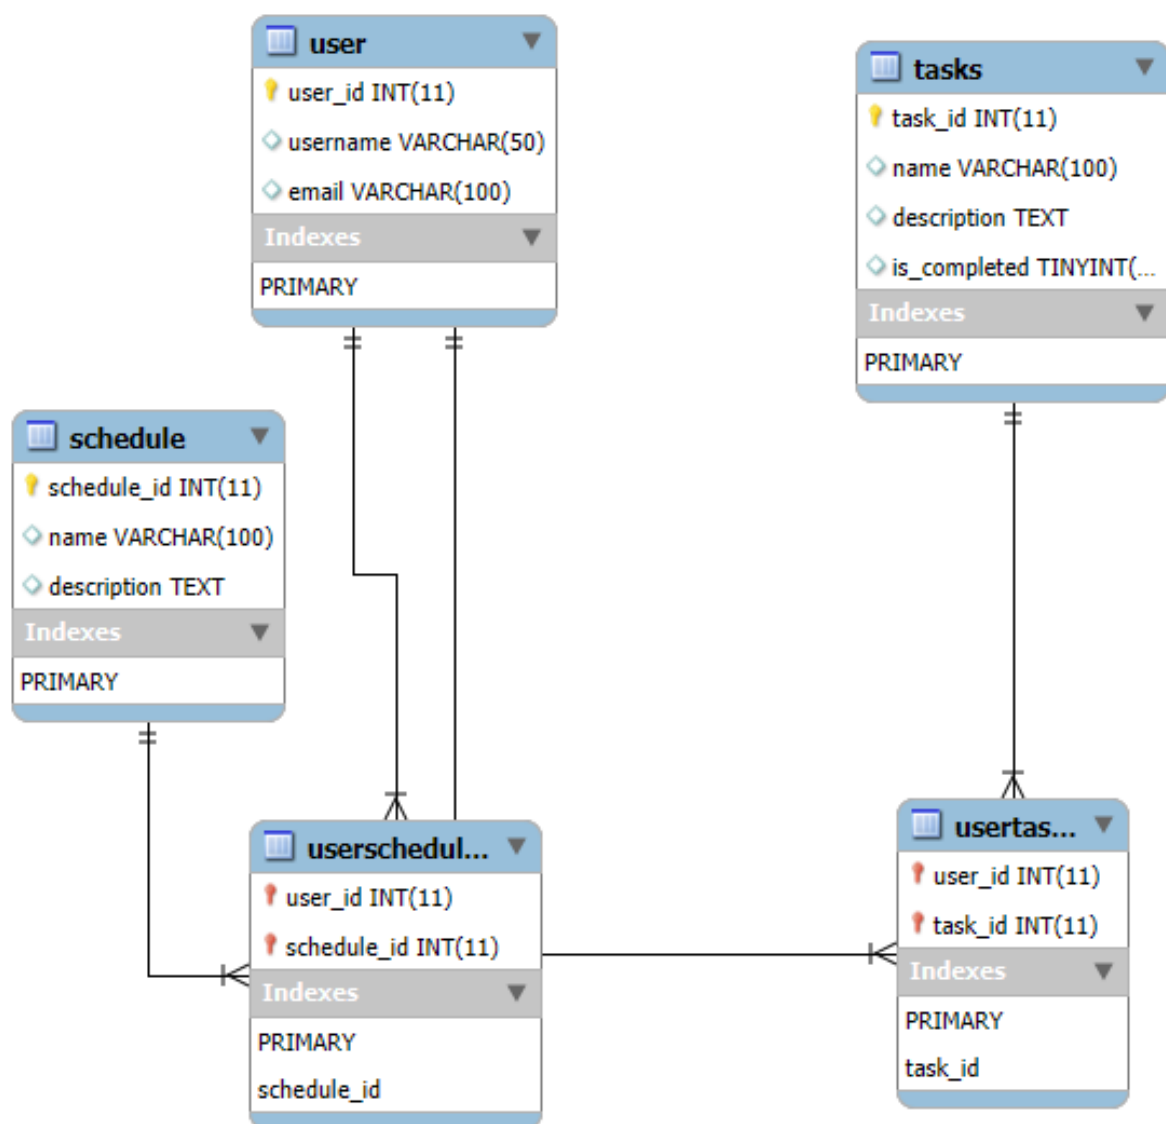 user
user_id INT(11)
username VARCHAR(50)
email VARCHAR(100)
Indexes
PRIMARY
tasks
task_id INT(11)
name VARCHAR(100)
description TEXT
is_completed TINYINT(...
Indexes
PRIMARY
schedule
schedule_id INT(11)
name VARCHAR(100)
description TEXT
Indexes
PRIMARY
userschedul...
user_id INT(11)
schedule_id INT(11)
Indexes
PRIMARY
schedule_id
usertas...
user_id INT(11)
task_id INT(11)
Indexes
PRIMARY
task_id